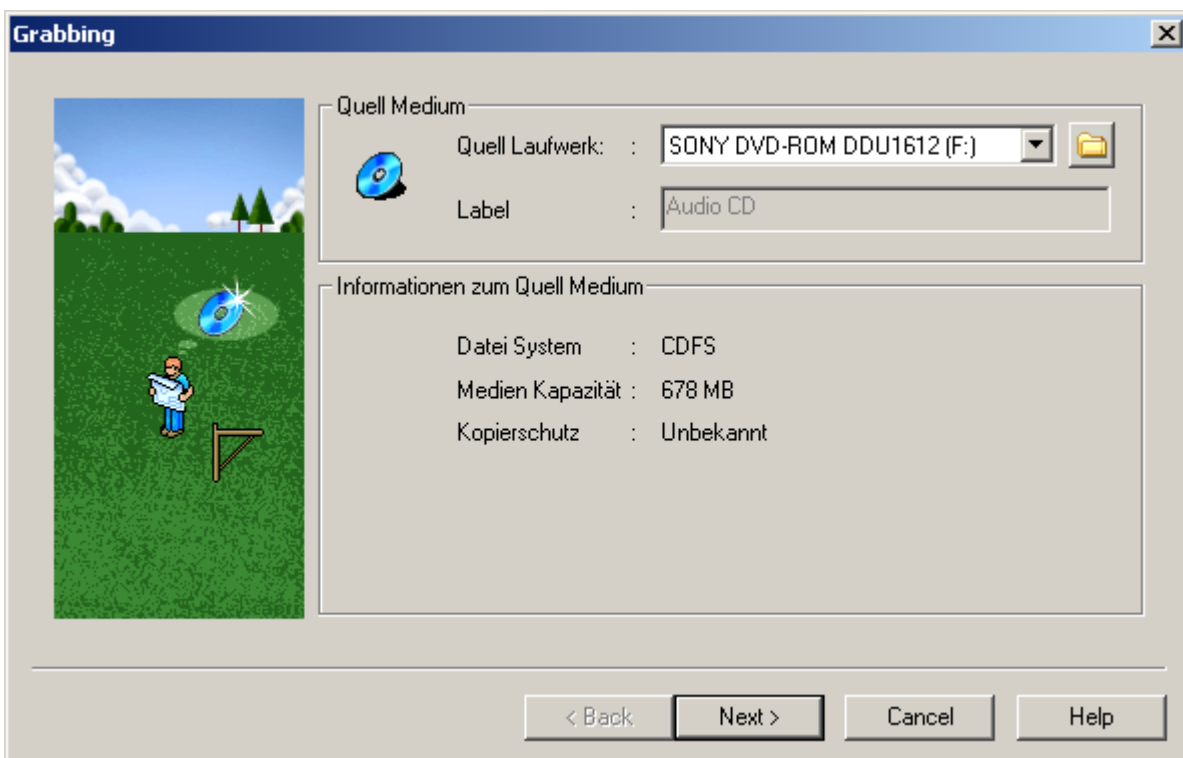 Grabbing
Quell Medium
Quell Laufwerk: : SONY DVD-ROM DDU1612 (F:)
Label : Audio CD
Informationen zum Quell Medium
Datei System : CDFS
Medien Kapazität : 678 MB
Kopierschutz : Unbekannt
< Back Next > Cancel Help